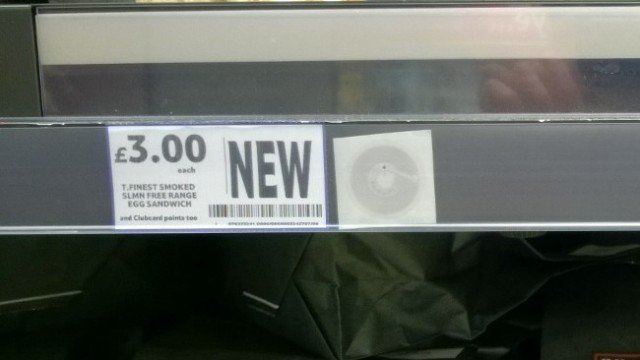 £3.00
each
T.FINEST SMOKED
SLMN FREE RANGE
EGG SANDWICH
and Clubcard points too
NEW